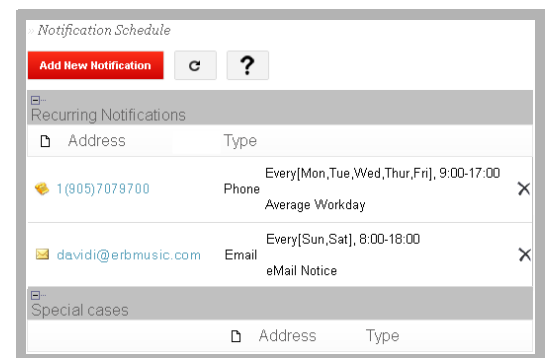 Notification Schedule
Add New Notification ?
Recurring Notifications
Address Type
1(905)7079700 Phone Every[Mon,Tue,Wed,Thur,Fri], 9:00-17:00
Average Workday
davidi@erbmusic.com Email Every[Sun,Sat], 8:00-18:00
eMail Notice
Special cases
Address Type